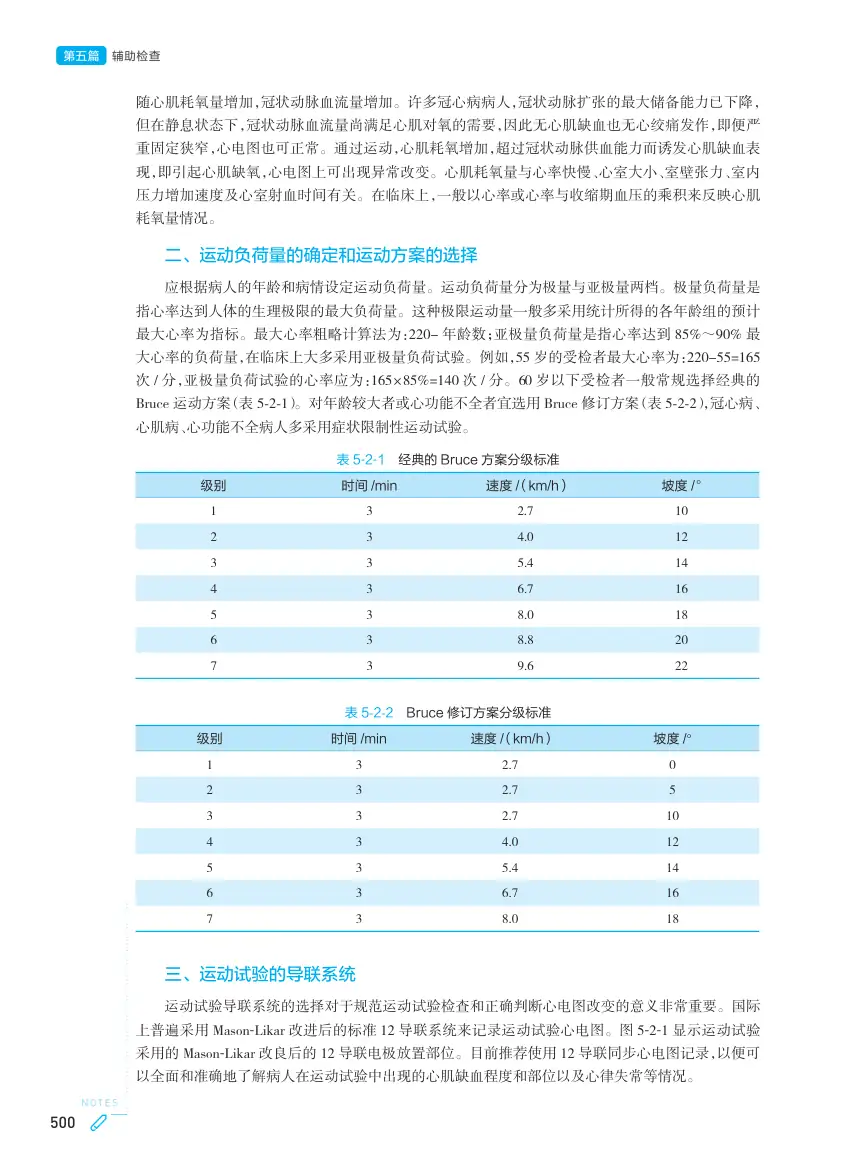 第五篇 辅助检查
随心肌耗氧量增加,冠状动脉血流量增加。许多冠心病病人,冠状动脉扩张的最大储备能力已下降,
但在静息状态下,冠状动脉血流量尚满足心肌对氧的需要,因此无心肌缺血也无心绞痛发作,即便严
重固定狭窄,心电图也可正常。通过运动,心肌耗氧增加,超过冠状动脉供血能力而诱发心肌缺血表
现,即引起心肌缺氧,心电图上可出现异常改变。心肌耗氧量与心率快慢、心室大小、室壁张力、室内
压力增加速度及心室射血时间有关。在临床上,一般以心率或心率与收缩期血压的乘积来反映心肌
耗氧量情况。
二、运动负荷量的确定和运动方案的选择
应根据病人的年龄和病情设定运动负荷量。运动负荷量分为极量与亚极量两档。极量负荷量是
指心率达到人体的生理极限的最大负荷量。这种极限运动量一般多采用统计所得的各年龄组的预计
最大心率为指标。最大心率粗略计算法为:220– 年龄数;亚极量负荷量是指心率达到 85%~90% 最
大心率的负荷量,在临床上大多采用亚极量负荷试验。例如,55 岁的受检者最大心率为:220–55=165
次 / 分,亚极量负荷试验的心率应为:165×85%=140 次 / 分。60 岁以下受检者一般常规选择经典的
Bruce 运动方案(表 5-2-1)。对年龄较大者或心功能不全者宜选用 Bruce 修订方案(表 5-2-2),冠心病、
心肌病、心功能不全病人多采用症状限制性运动试验。
表 5-2-1 经典的 Bruce 方案分级标准
级别 时间 /min 速度 /(km/h) 坡度 /°
1 3 2.7 10
2 3 4.0 12
3 3 5.4 14
4 3 6.7 16
5 3 8.0 18
6 3 8.8 20
7 3 9.6 22
表 5-2-2 Bruce 修订方案分级标准
级别 时间 /min 速度 /(km/h) 坡度 /°
1 3 2.7 0
2 3 2.7 5
3 3 2.7 10
4 3 4.0 12
5 3 5.4 14
6 3 6.7 16
7 3 8.0 18
三、运动试验的导联系统
运动试验导联系统的选择对于规范运动试验检查和正确判断心电图改变的意义非常重要。国际
上普遍采用 Mason-Likar 改进后的标准 12 导联系统来记录运动试验心电图。图 5-2-1 显示运动试验
采用的 Mason-Likar 改良后的 12 导联电极放置部位。目前推荐使用 12 导联同步心电图记录,以便可
以全面和准确地了解病人在运动试验中出现的心肌缺血程度和部位以及心律失常等情况。
NOTES
500